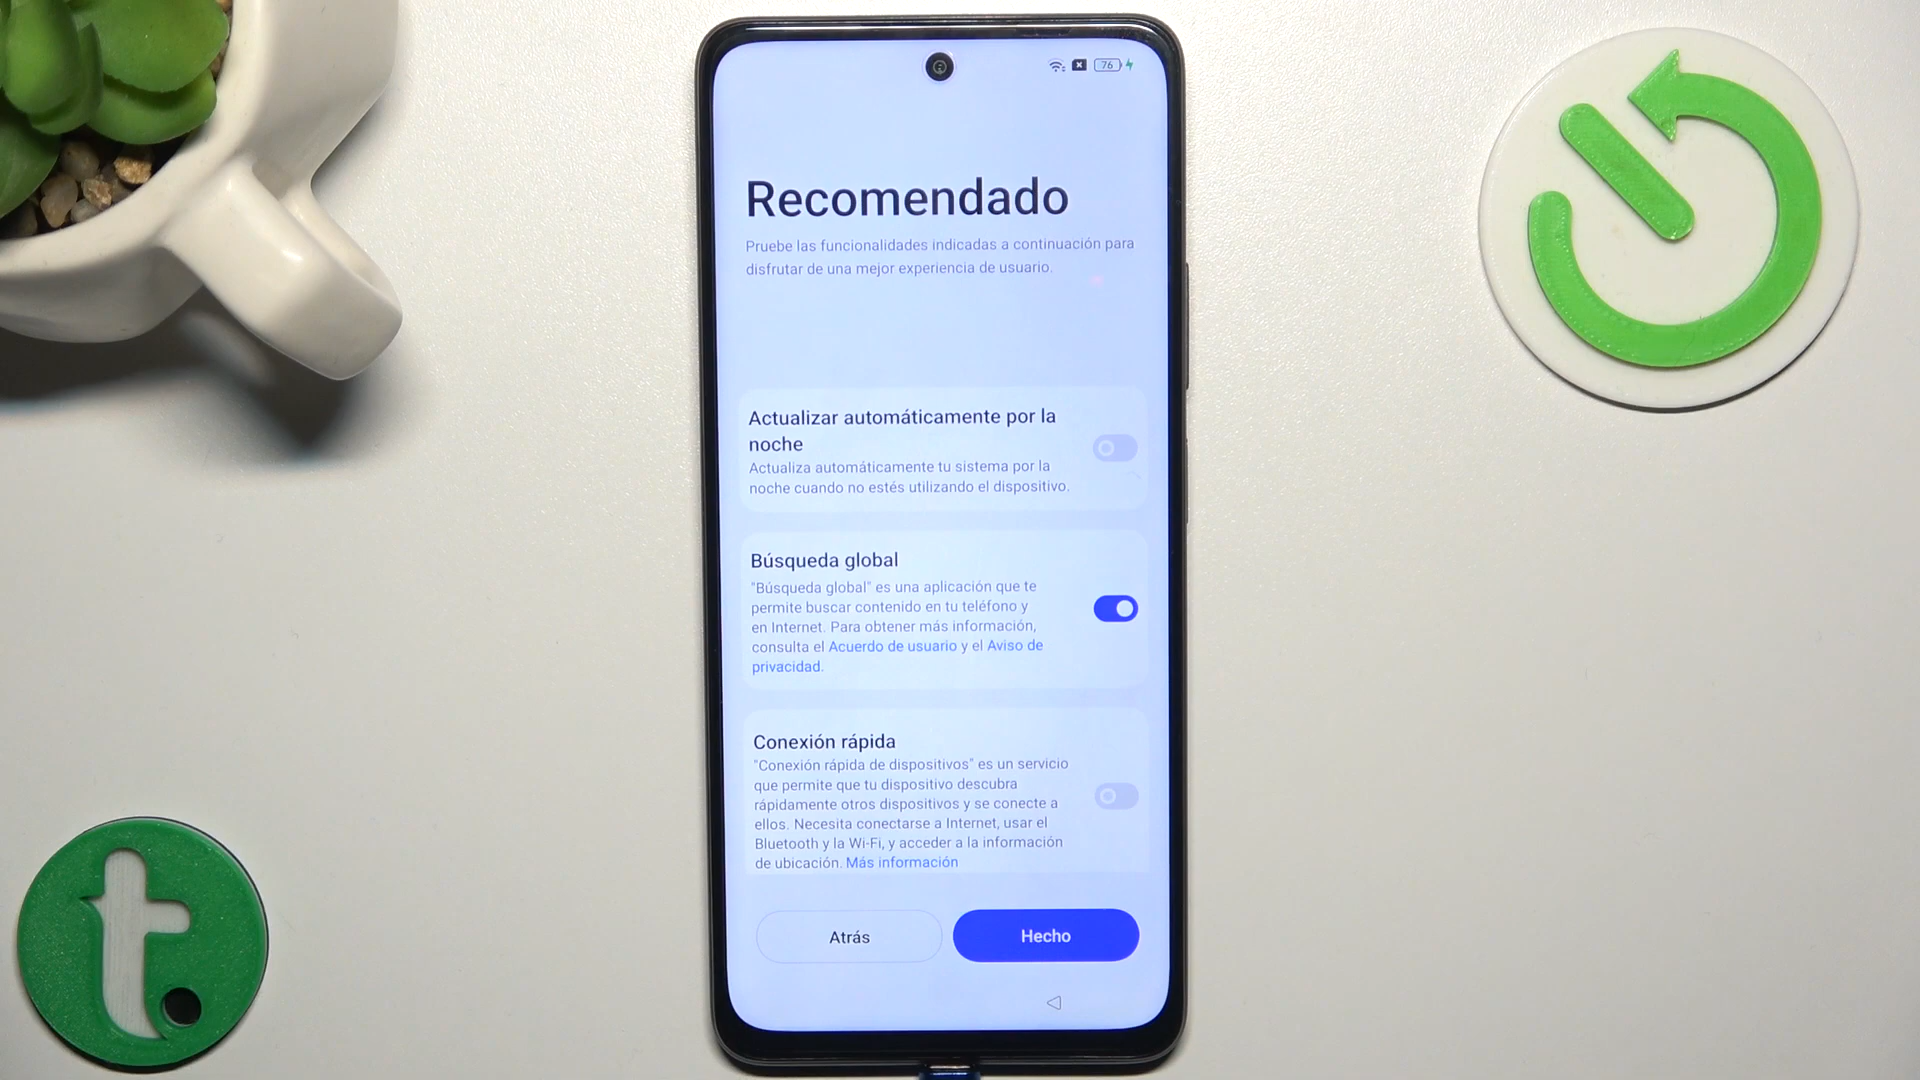 76
Recomendado
Pruebe las funcionalidades indicadas a continuación para
disfrutar de una mejor experiencia de usuario.
Actualizar automáticamente por la
noche
Actualiza automáticamente tu sistema por la
noche cuando no estés utilizando el dispositivo.
Búsqueda global
"Búsqueda global" es una aplicación que te
permite buscar contenido en tu teléfono y
en Internet. Para obtener más información,
consulta el Acuerdo de usuario y el Aviso de
privacidad.
Conexión rápida
"Conexión rápida de dispositivos" es un servicio
que permite que tu dispositivo descubra
rápidamente otros dispositivos y se conecte a
ellos. Necesita conectarse a Internet, usar el
Bluetooth y la Wi-Fi, y acceder a la información
de ubicación. Más información
Atrás
Hecho
t.